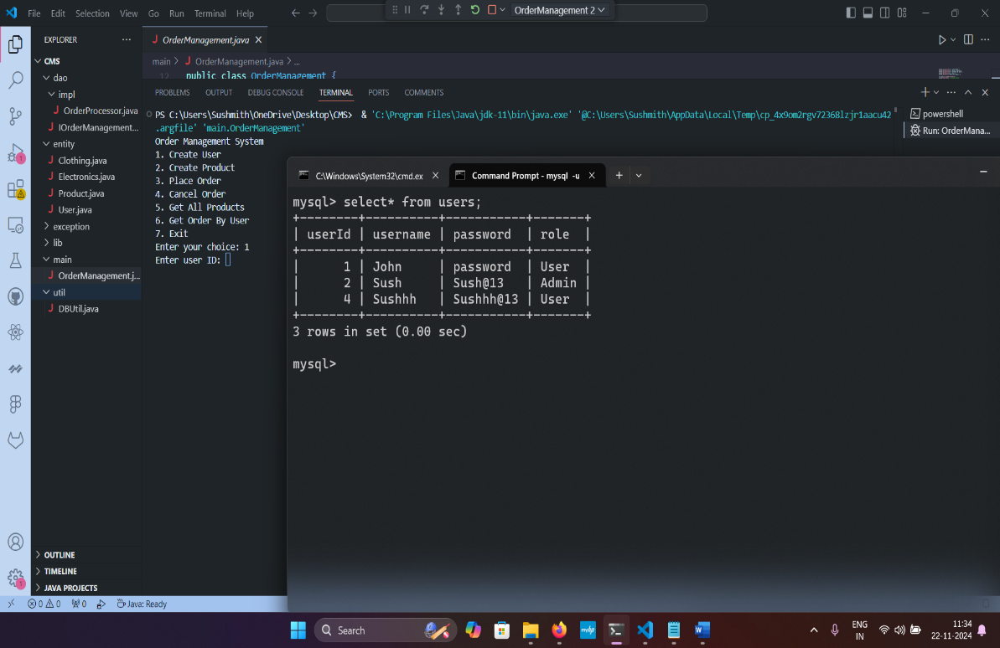 File Edit Selection View Go Run Terminal Help
OrderManagement 2
EXPLORER
CMS
dao
impl
OrderProcessor.java
IOrderManagement...
entity
Clothing.java
Electronics.java
Product.java
User.java
exception
lib
main
OrderManagement.j...
util
DBUtil.java
OUTLINE
TIMELINE
JAVA PROJECTS
OrderManagement.java
main > OrderManagement.java > ...
12 public class OrderManagement {
PROBLEMS OUTPUT DEBUG CONSOLE TERMINAL PORTS COMMENTS
powershell
Run: OrderMana...
PS C:\Users\Sushmith\OneDrive\Desktop\CMS> & 'C:\Program Files\Java\jdk-11\bin\java.exe' '@C:\Users\Sushmith\AppData\Local\Temp\cp_4x9om2rgv72368lzjr1aacu42
.argfile' 'main.OrderManagement'
Order Management System
1. Create User
2. Create Product
3. Place Order
4. Cancel Order
5. Get All Products
6. Get Order By User
7. Exit
Enter your choice: 1
Enter user ID:
C:\Windows\System32\cmd.ex
Command Prompt - mysql -u
mysql> select* from users;
+--------+----------+-----------+-------+
| userId | username | password | role |
+--------+----------+-----------+-------+
| 1 | John | password | User |
| 2 | Sush | Sush@13 | Admin |
| 4 | Sushhh | Sushhh@13 | User |
+--------+----------+-----------+-------+
3 rows in set (0.00 sec)
mysql>
1
1
0 0 0 Java: Ready
Search
myhp
ENG
IN
11:34
22-11-2024